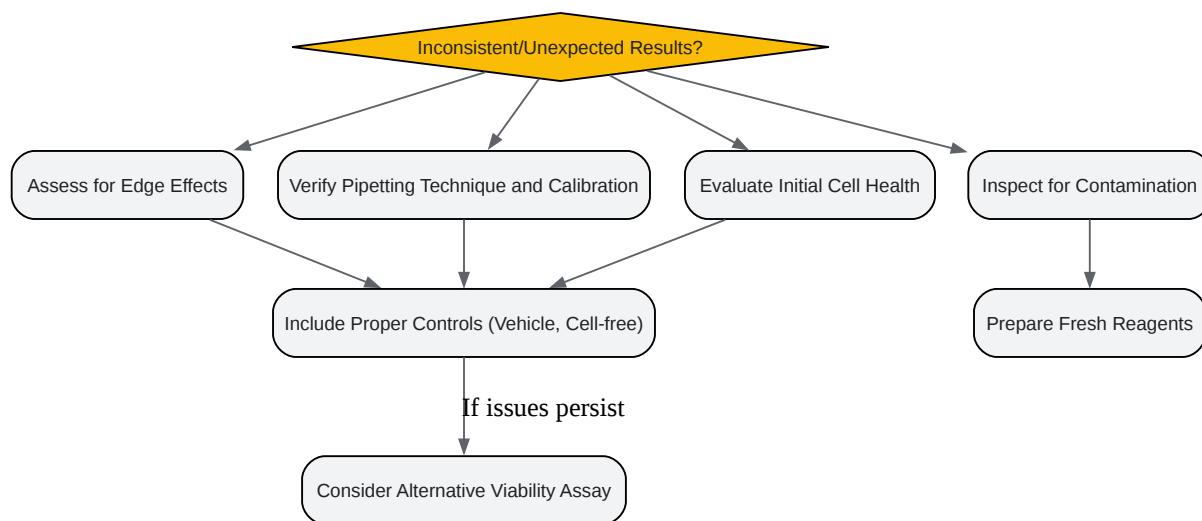 Inconsistent/Unexpected Results?
Assess for Edge Effects
Verify Pipetting Technique and Calibration
Evaluate Initial Cell Health
Inspect for Contamination
Include Proper Controls (Vehicle, Cell-free)
Prepare Fresh Reagents
If issues persist
Consider Alternative Viability Assay